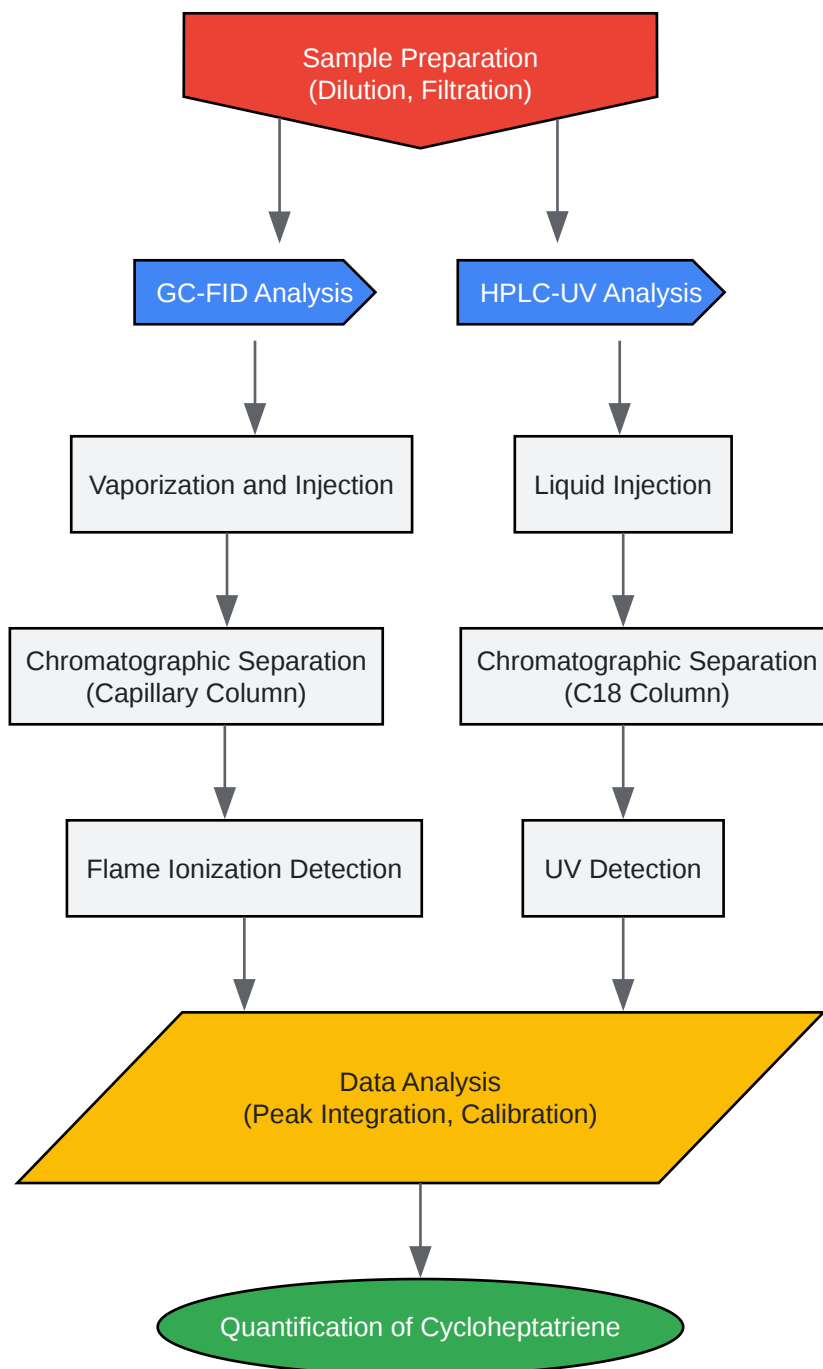 Sample Preparation
(Dilution, Filtration)
GC-FID Analysis
HPLC-UV Analysis
Vaporization and Injection
Liquid Injection
Chromatographic Separation
(Capillary Column)
Chromatographic Separation
(C18 Column)
Flame Ionization Detection
UV Detection
Data Analysis
(Peak Integration, Calibration)
Quantification of Cycloheptatriene